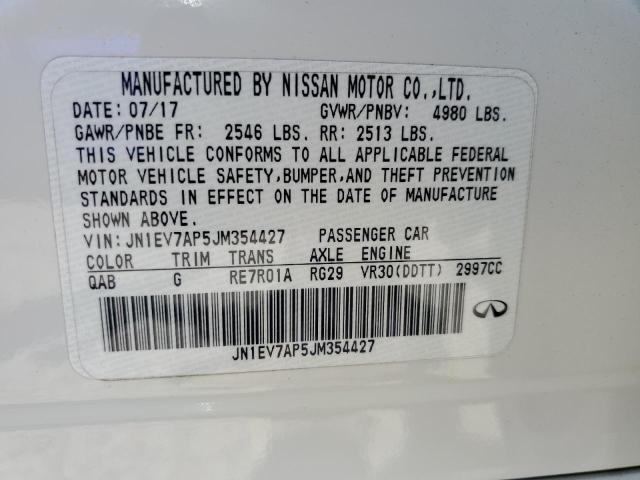 MANUFACTURED BY NISSAN MOTOR CO.,LTD.
DATE: 07/17 GVWR/PNBV: 4980 LBS.
GAWR/PNBE FR: 2546 LBS. RR: 2513 LBS.
THIS VEHICLE CONFORMS TO ALL APPLICABLE FEDERAL
MOTOR VEHICLE SAFETY,BUMPER,AND THEFT PREVENTION
STANDARDS IN EFFECT ON THE DATE OF MANUFACTURE
SHOWN ABOVE.
VIN: JN1EV7AP5JM354427 PASSENGER CAR
COLOR TRIM TRANS AXLE ENGINE
QAB G RE7R01A RG29 VR30(DDTT) 2997CC
JN1EV7AP5JM354427